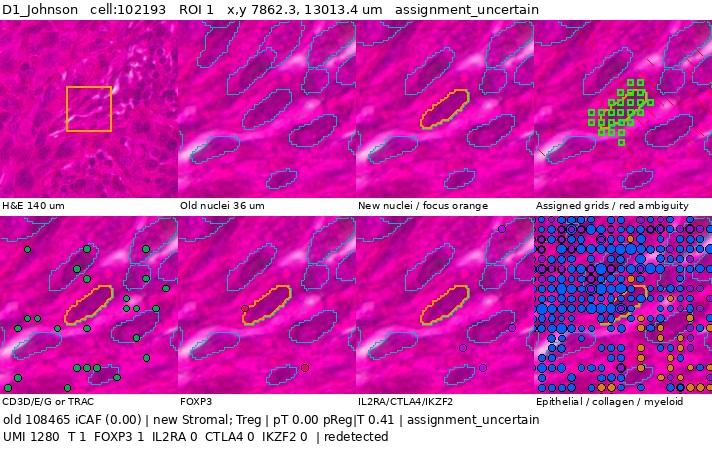 D1_Johnson   cell:102193   ROI 1   x,y 7862.3, 13013.4 um   assignment_uncertain
H&E 140 um
Old nuclei 36 um
New nuclei / focus orange
Assigned grids / red ambiguity
CD3D/E/G or TRAC
FOXP3
IL2RA/CTLA4/IKZF2
Epithelial / collagen / myeloid
old 108465 iCAF (0.00) | new Stromal; Treg | pT 0.00 pReg|T 0.41 | assignment_uncertain
UMI 1280  T 1  FOXP3 1  IL2RA 0  CTLA4 0  IKZF2 0  | redetected